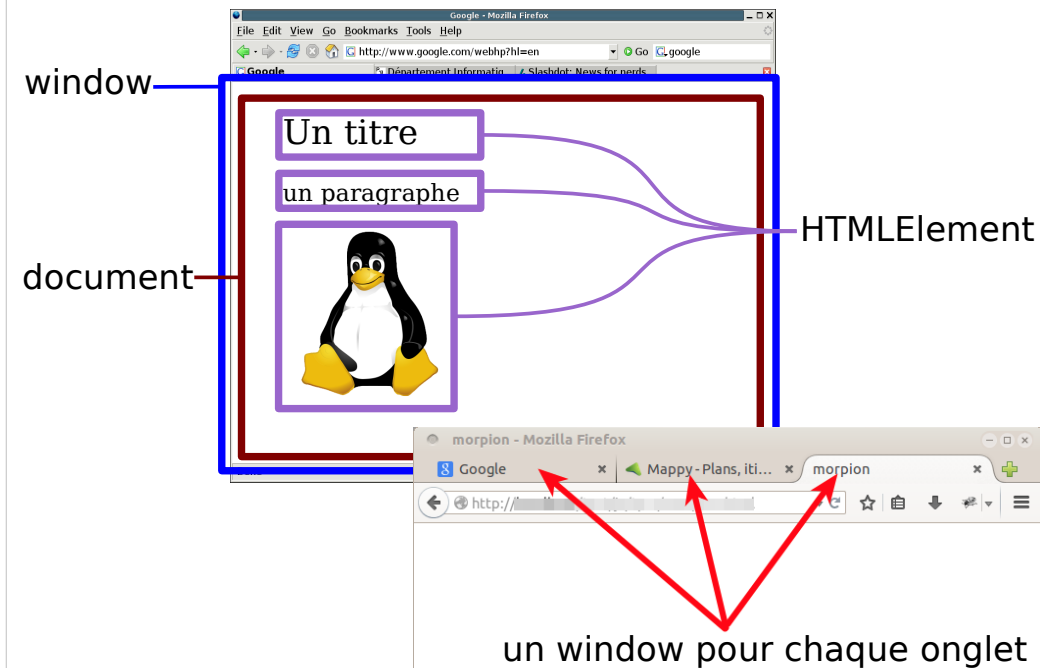 Google - Mozilla Firefox
File Edit View Go Bookmarks Tools Help
http://www.google.com/webhp?hl=en
Go
google
Google
Département Informatiq
Slashdot: News for nerds
window
Un titre
un paragraphe
HTMLElement
document
morpion - Mozilla Firefox
Google
Mappy - Plans, iti...
morpion
http://
un window pour chaque onglet